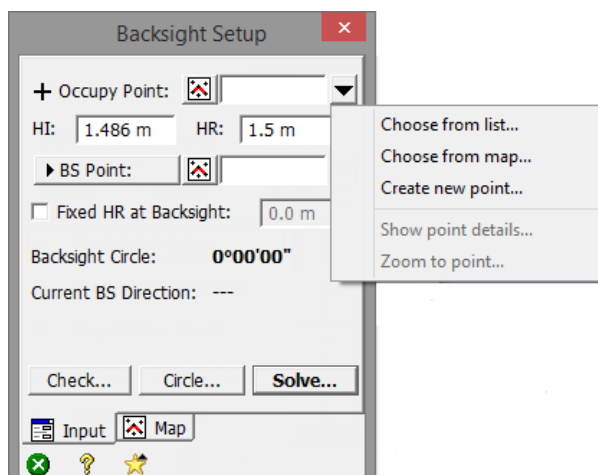 Backsight Setup
Occupy Point:
HI: 1.486 m HR: 1.5 m
BS Point:
Fixed HR at Backsight: 0.0 m
Backsight Circle: 0°00'00"
Current BS Direction: ---
Check... Circle... Solve...
Input Map
Choose from list...
Choose from map...
Create new point...
Show point details...
Zoom to point...